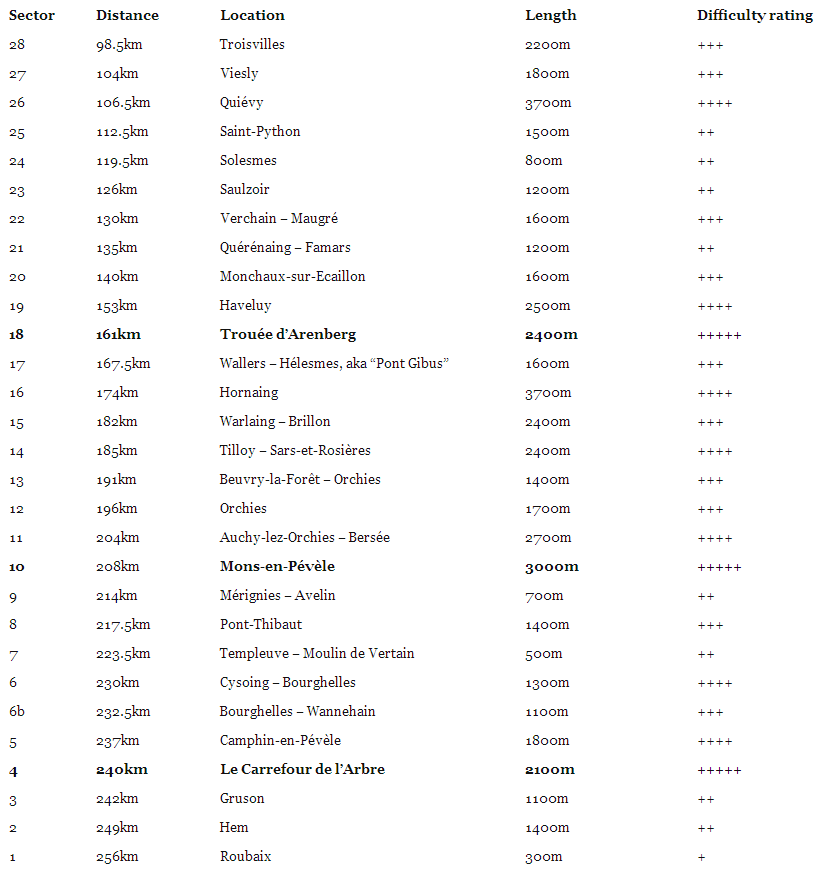 Sector Distance Location Length Difficulty rating
28 98.5km Troisvilles 2200m +++
27 104km Viesly 1800m +++
26 106.5km Quiévy 3700m ++++
25 112.5km Saint-Python 1500m ++
24 119.5km Solesmes 800m ++
23 126km Saulzoir 1200m ++
22 130km Verchain – Maugré 1600m +++
21 135km Quérénaing – Famars 1200m ++
20 140km Monchaux-sur-Ecaillon 1600m +++
19 153km Haveluy 2500m ++++
18 161km Trouée d’Arenberg 2400m +++++
17 167.5km Wallers – Hélesmes, aka “Pont Gibus” 1600m +++
16 174km Hornaing 3700m ++++
15 182km Warlaing – Brillon 2400m +++
14 185km Tilloy – Sars-et-Rosières 2400m ++++
13 191km Beuvry-la-Forêt – Orchies 1400m +++
12 196km Orchies 1700m +++
11 204km Auchy-lez-Orchies – Bersée 2700m ++++
10 208km Mons-en-Pévèle 3000m +++++
9 214km Mérignies – Avelin 700m ++
8 217.5km Pont-Thibaut 1400m +++
7 223.5km Templeuve – Moulin de Vertain 500m ++
6 230km Cysoing – Bourghelles 1300m ++++
6b 232.5km Bourghelles – Wannehain 1100m +++
5 237km Camphin-en-Pévèle 1800m ++++
4 240km Le Carrefour de l’Arbre 2100m +++++
3 242km Gruson 1100m ++
2 249km Hem 1400m ++
1 256km Roubaix 300m +